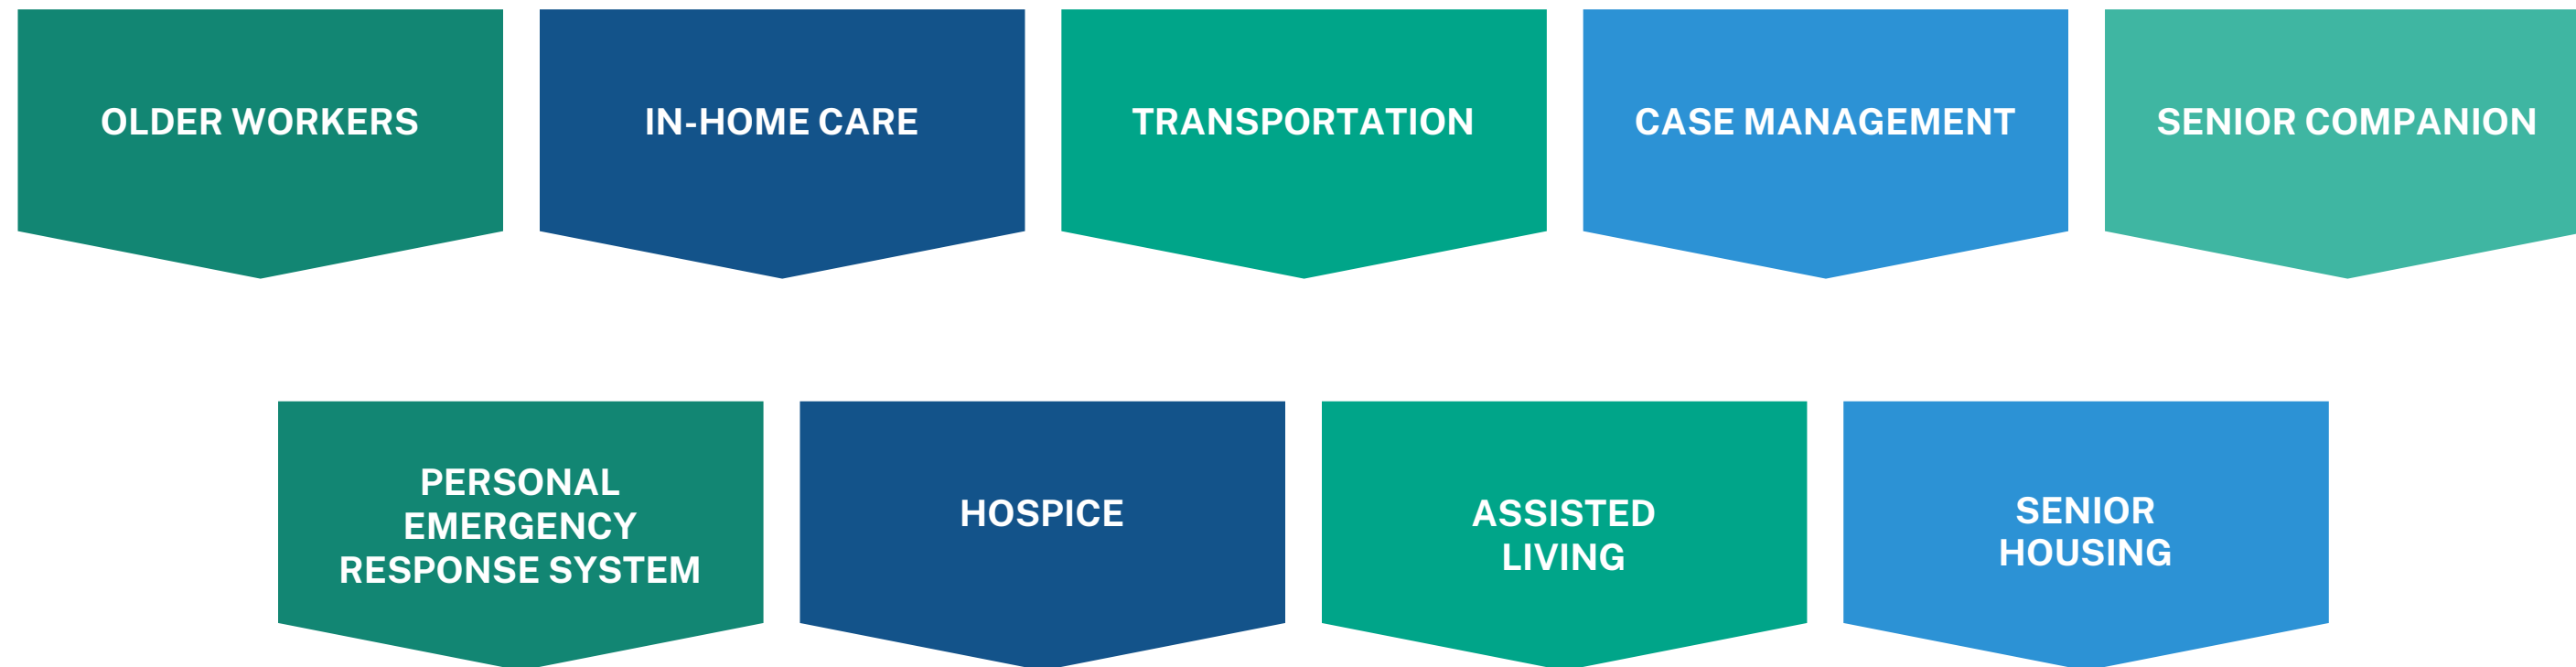 OLDER WORKERS
IN-HOME CARE
TRANSPORTATION
CASE MANAGEMENT
SENIOR COMPANION
PERSONAL
EMERGENCY
RESPONSE SYSTEM
HOSPICE
ASSISTED
LIVING
SENIOR
HOUSING